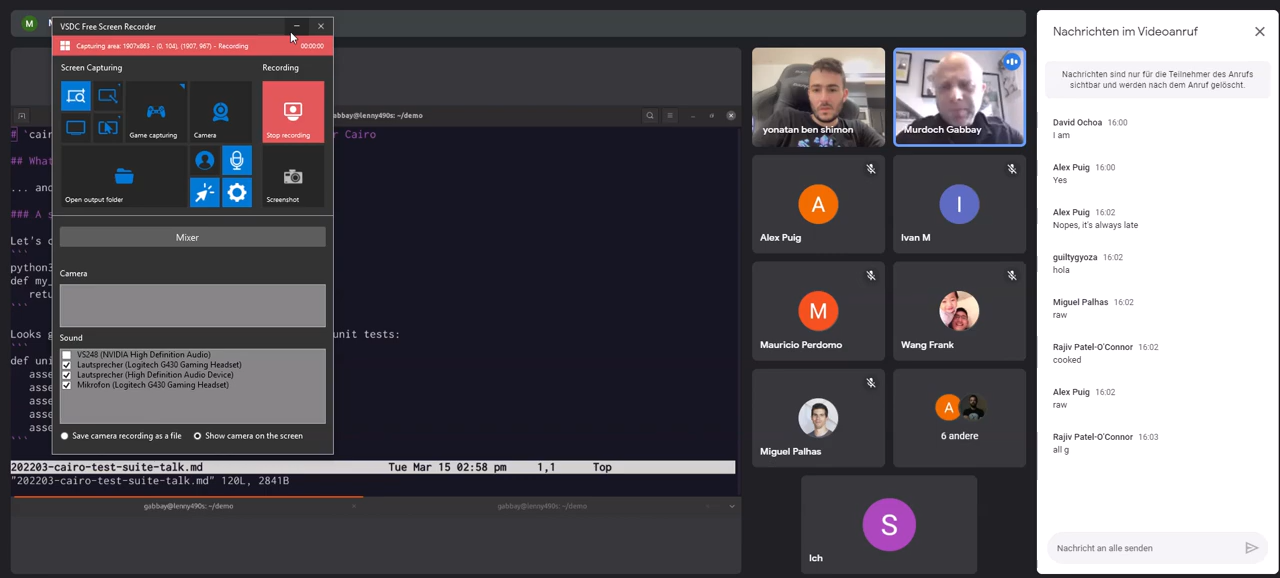 M
VSDC Free Screen Recorder
Capturing area: 1907x863 - (0, 104), (1907, 967) - Recording
00:00:00
Screen Capturing
Recording
Game capturing
Camera
Stop recording
Open output folder
Screenshot
Mixer
Camera
Sound
VS248 (NVIDIA High Definition Audio)
Lautsprecher (Logitech G430 Gaming Headset)
Lautsprecher (High Definition Audio Device)
Mikrofon (Logitech G430 Gaming Headset)
Save camera recording as a file
Show camera on the screen
abbay@lenny490s: ~/demo
# `cair
r Cairo
## What
... and
### A s
Let's c
```
python3
def my_
retu
```
Looks g
unit tests:
```
def uni
asse
asse
asse
asse
```
202203-cairo-test-suite-talk.md
Tue Mar 15 02:58 pm
1,1
Top
"202203-cairo-test-suite-talk.md" 120L, 2841B
gabbay@lenny490s: ~/demo
gabbay@lenny490s: ~/demo
yonatan ben shimon
Murdoch Gabbay
A
Alex Puig
I
Ivan M
M
Mauricio Perdomo
Wang Frank
Miguel Palhas
A
6 andere
S
Ich
Nachrichten im Videoanruf
Nachrichten sind nur für die Teilnehmer des Anrufs
sichtbar und werden nach dem Anruf gelöscht.
David Ochoa 16:00
I am
Alex Puig 16:00
Yes
Alex Puig 16:02
Nopes, it's always late
guiltygyoza 16:02
hola
Miguel Palhas 16:02
raw
Rajiv Patel-O'Connor 16:02
cooked
Alex Puig 16:02
raw
Rajiv Patel-O'Connor 16:03
all g
Nachricht an alle senden